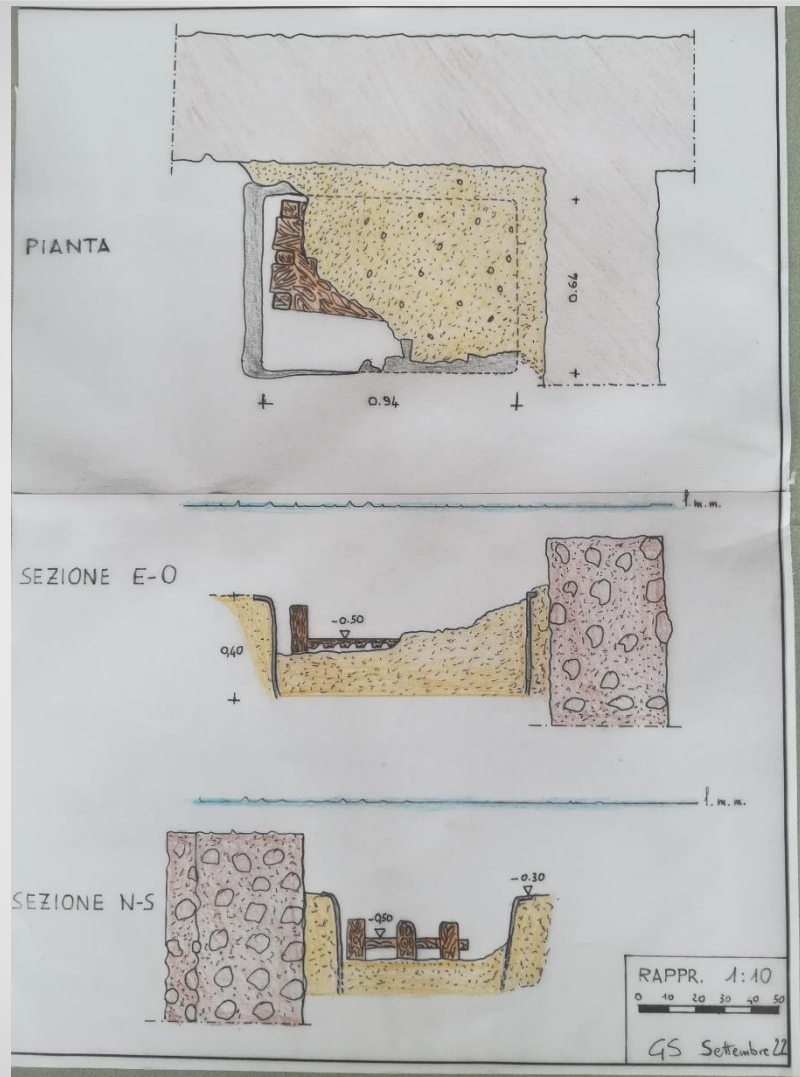 PIANTA
0.64
0.94
l.m.m.
SEZIONE E-O
-0.50
0,40
l.m.m.
SEZIONE N-S
-0.30
-0,50
RAPPR. 1:10
0 10 20 30 40 50
GS Settembre 22